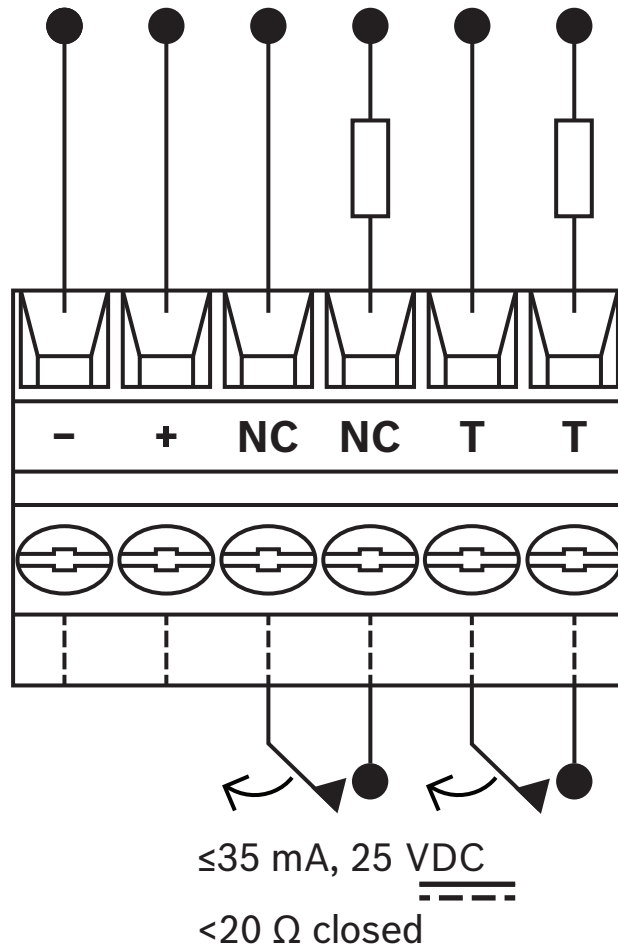 − + NC NC T T
≤35 mA, 25 VDC
<20 Ω closed